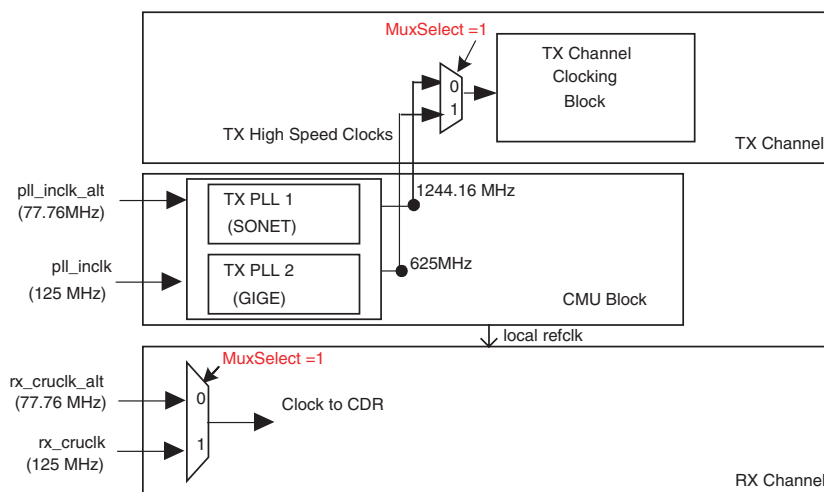 MuxSelect =1
TX Channel
Clocking
Block
0
1
TX High Speed Clocks
TX Channel
pll_inclk_alt
(77.76MHz)
TX PLL 1
(SONET)
1244.16 MHz
pll_inclk
(125 MHz)
TX PLL 2
(GIGE)
625MHz
CMU Block
local refclk
MuxSelect =1
rx_cruclk_alt
(77.76 MHz)
0
Clock to CDR
rx_cruclk
(125 MHz)
1
RX Channel